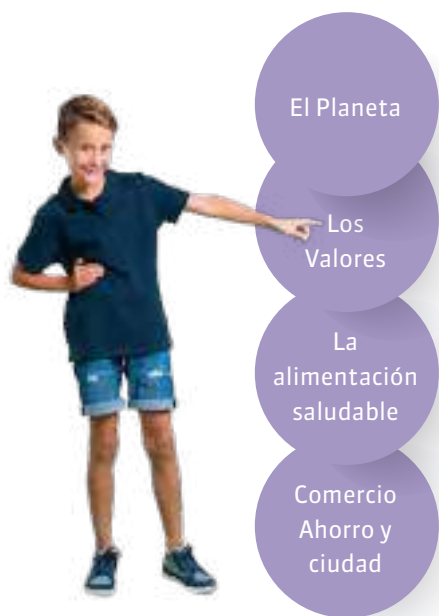 El Planeta
Los
Valores
La
alimentación
saludable
Comercio
Ahorro y
ciudad